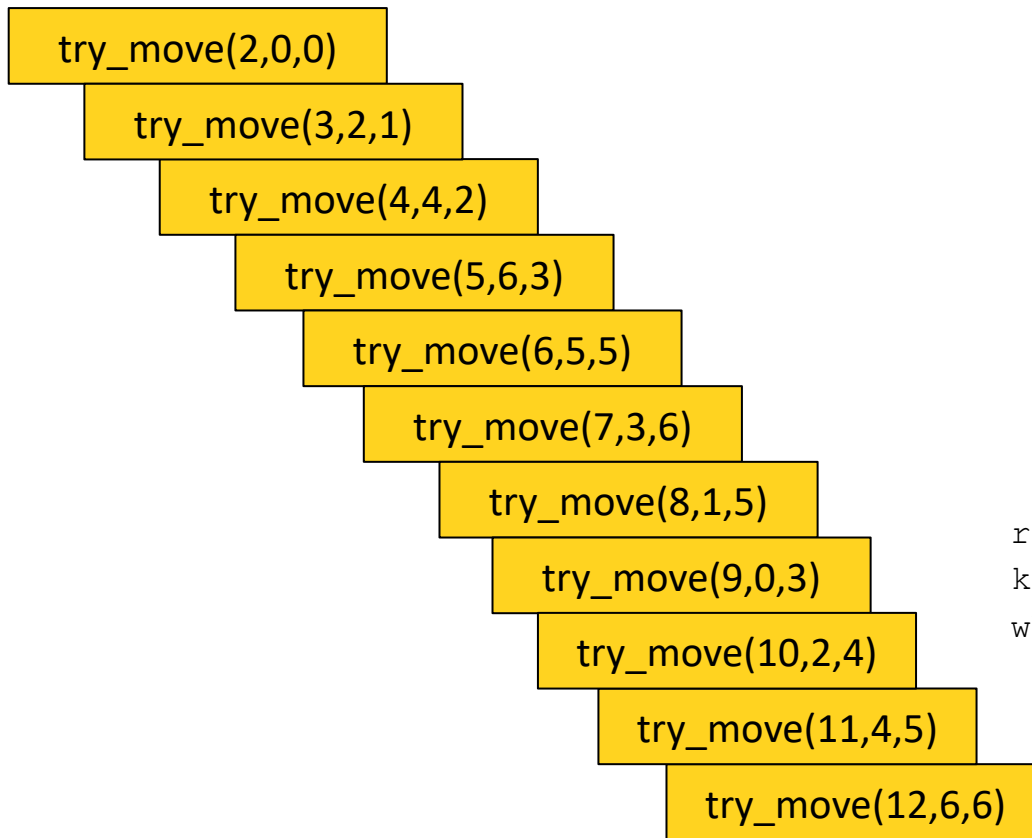 try_move(2,0,0)
try_move(3,2,1)
try_move(4,4,2)
try_move(5,6,3)
try_move(6,5,5)
try_move(7,3,6)
try_move(8,1,5)
r
try_move(9,0,3)
k
w
try_move(10,2,4)
try_move(11,4,5)
try_move(12,6,6)